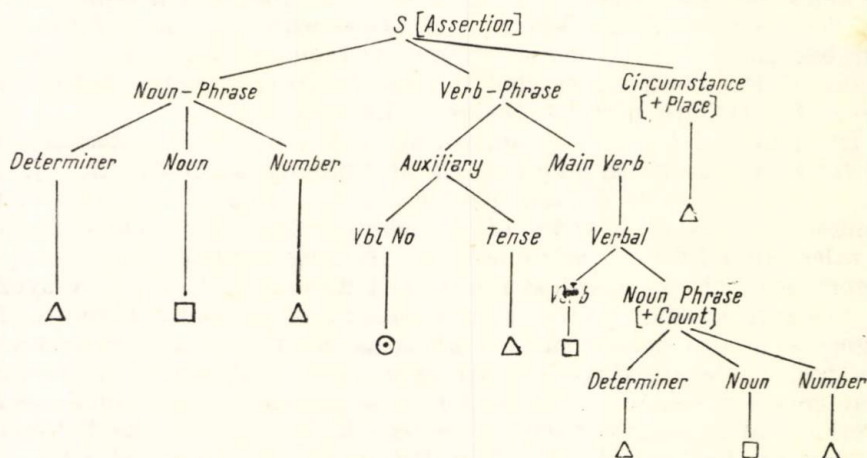 S [Assertion]
Noun-Phrase Verb-Phrase Circumstance
[+Place]
Determiner Noun Number Auxiliary Main Verb
Vbl No Tense Verbal
Noun Phrase
[+Count]
Determiner Noun Number